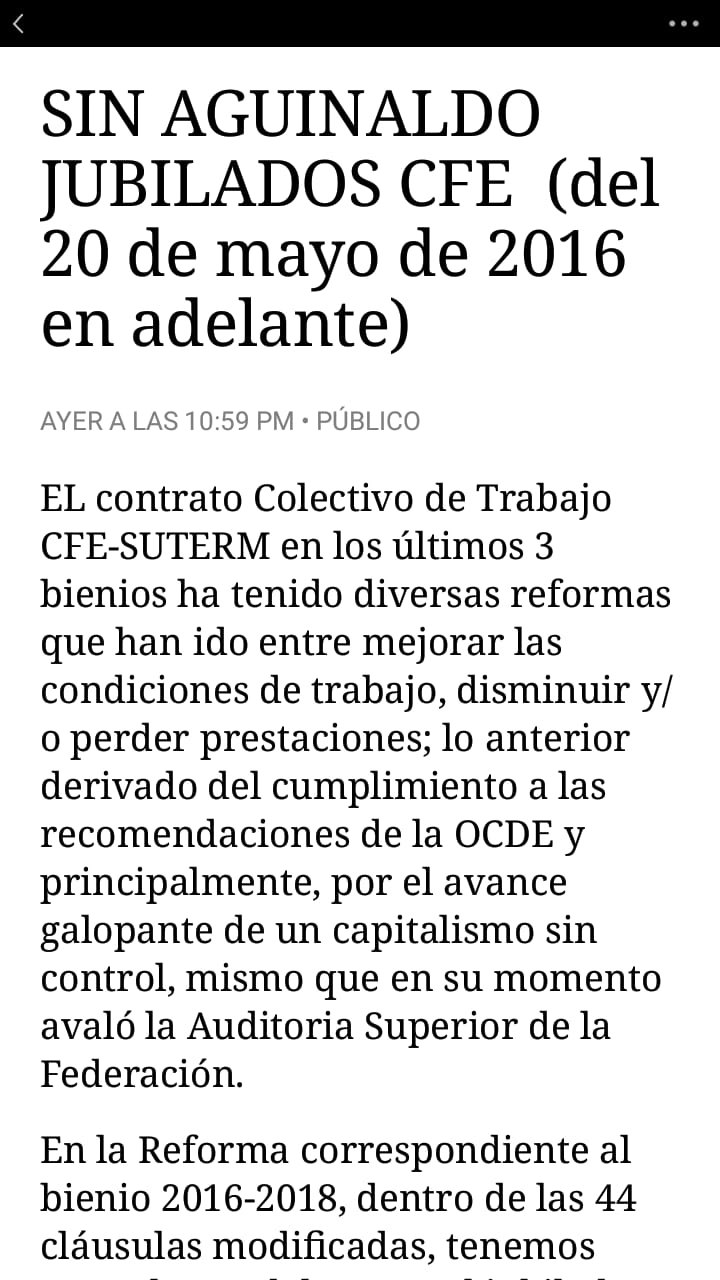 SIN AGUINALDO
JUBILADOS CFE (del
20 de mayo de 2016
en adelante)
AYER A LAS 10:59 PM • PÚBLICO
EL contrato Colectivo de Trabajo
CFE-SUTERM en los últimos 3
bienios ha tenido diversas reformas
que han ido entre mejorar las
condiciones de trabajo, disminuir y/
o perder prestaciones; lo anterior
derivado del cumplimiento a las
recomendaciones de la OCDE y
principalmente, por el avance
galopante de un capitalismo sin
control, mismo que en su momento
avaló la Auditoria Superior de la
Federación.
En la Reforma correspondiente al
bienio 2016-2018, dentro de las 44
cláusulas modificadas, tenemos